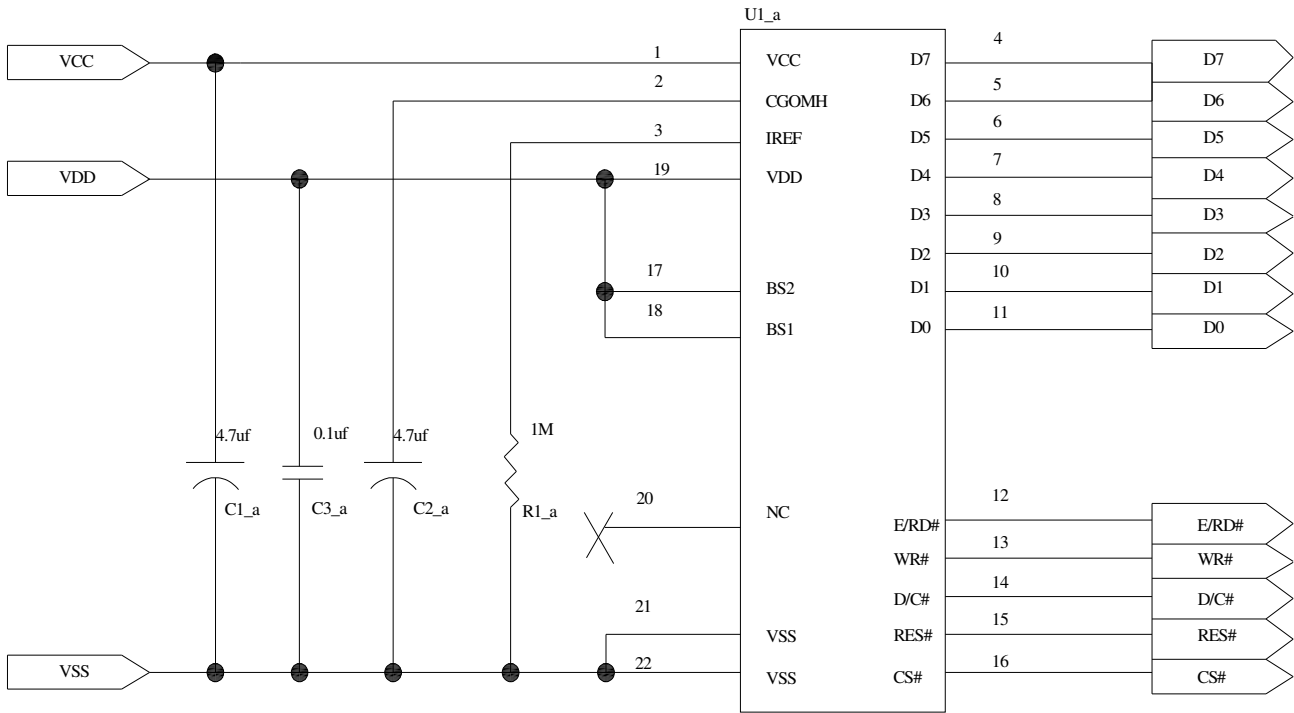 U1_a
VCC 1 VCC D7 4 D7
2 CGOMH D6 5 D6
3 IREF D5 6 D5
VDD 19 VDD D4 7 D4
D3 8 D3
D2 9 D2
17 BS2 D1 10 D1
18 BS1 D0 11 D0
4.7uf 0.1uf 4.7uf 1M
C1_a C3_a C2_a R1_a
20 NC E/RD# 12 E/RD#
WR# 13 WR#
D/C# 14 D/C#
21 VSS RES# 15 RES#
VSS 22 VSS CS# 16 CS#